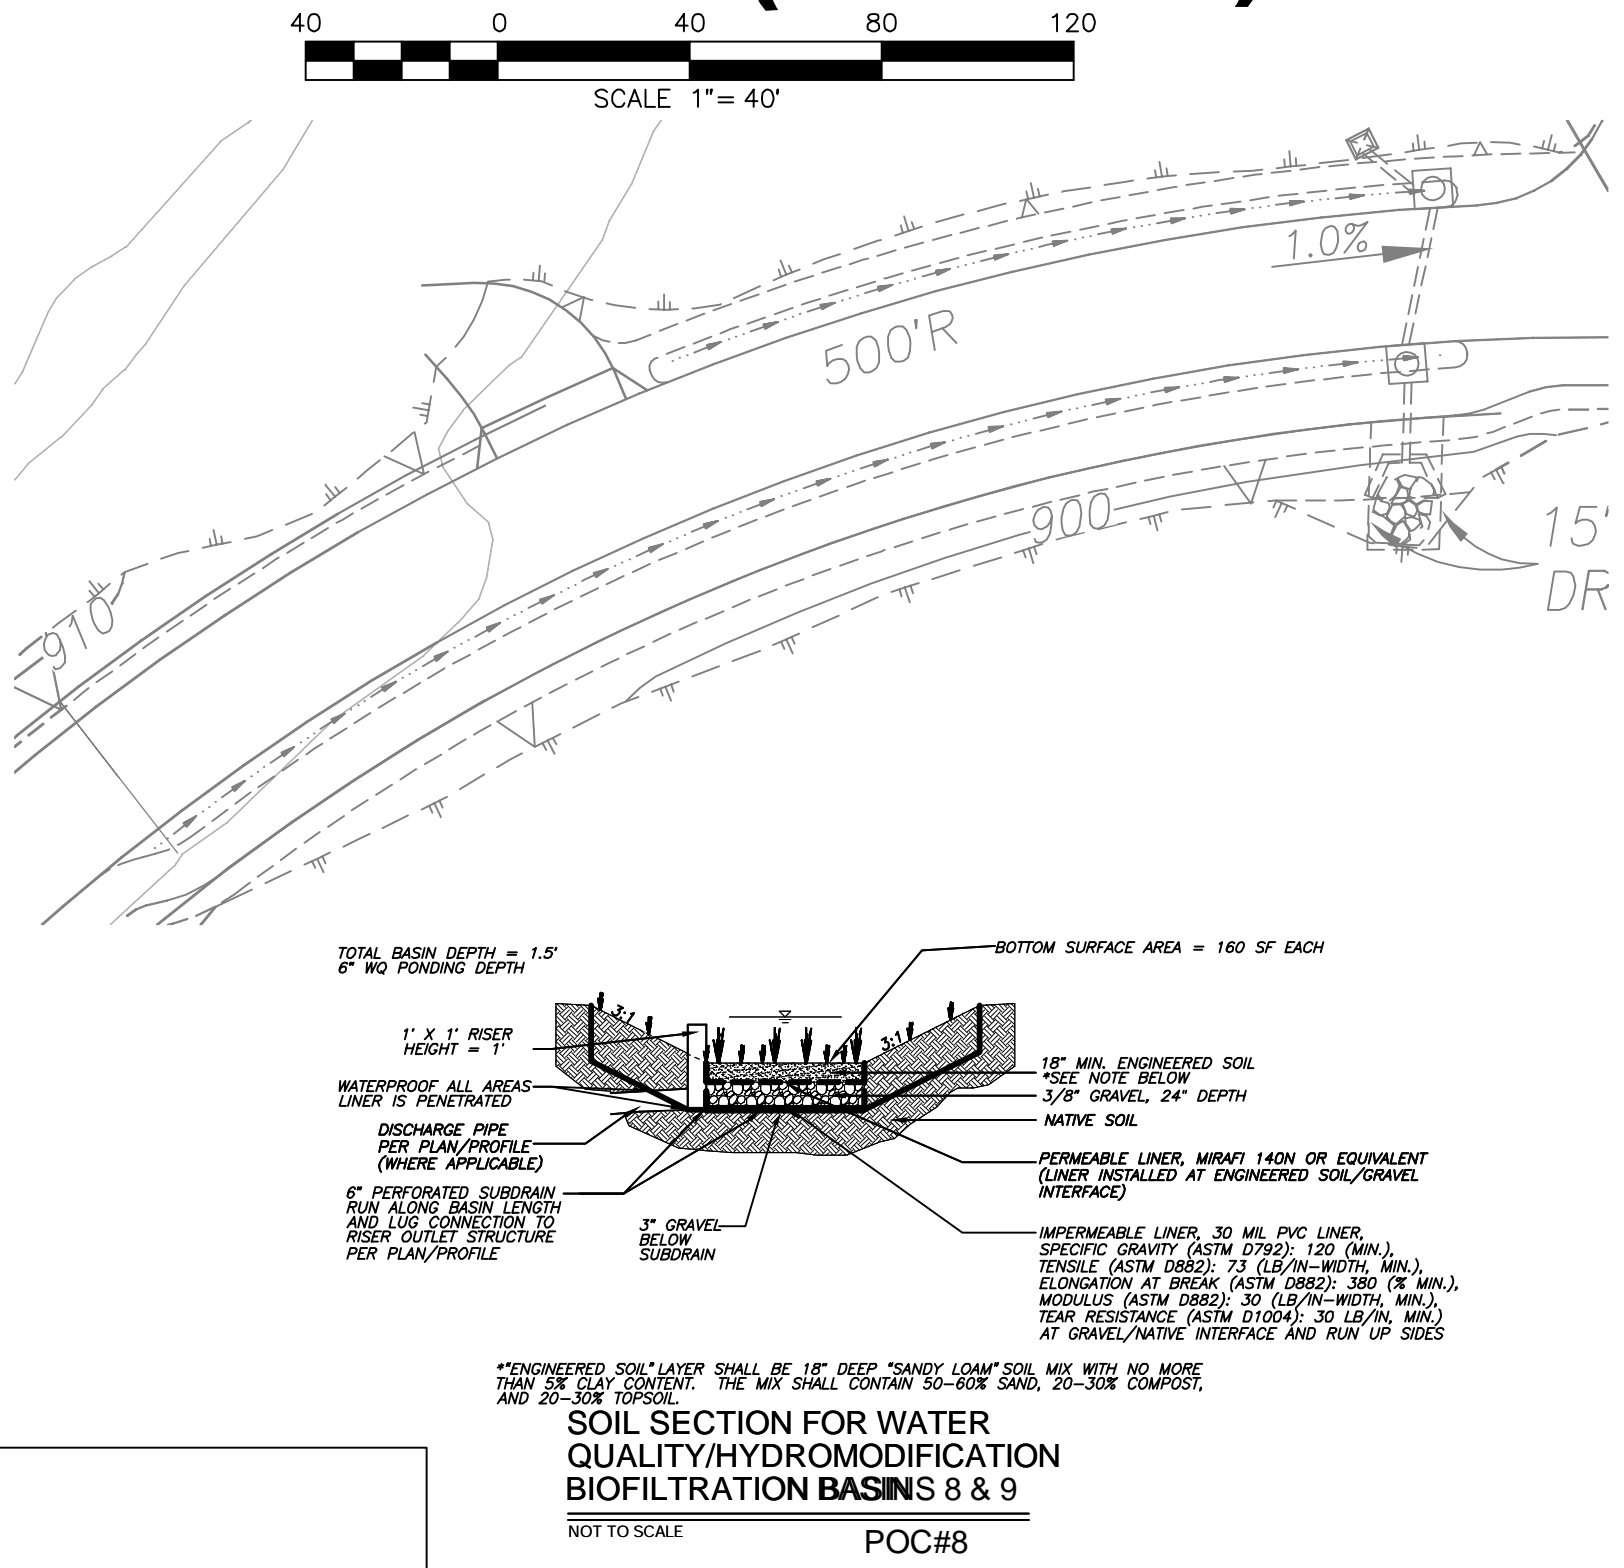 40 0 40 80 120
SCALE 1"= 40'
1.0%
500'R
900
15'
DR
910
TOTAL BASIN DEPTH = 1.5'
6" WQ PONDING DEPTH
BOTTOM SURFACE AREA = 160 SF EACH
3:1
3:1
1' X 1' RISER
HEIGHT = 1'
WATERPROOF ALL AREAS
LINER IS PENETRATED
DISCHARGE PIPE
PER PLAN/PROFILE
(WHERE APPLICABLE)
6" PERFORATED SUBDRAIN
RUN ALONG BASIN LENGTH
AND LUG CONNECTION TO
RISER OUTLET STRUCTURE
PER PLAN/PROFILE
3" GRAVEL
BELOW
SUBDRAIN
18" MIN. ENGINEERED SOIL
*SEE NOTE BELOW
3/8" GRAVEL, 24" DEPTH
NATIVE SOIL
PERMEABLE LINER, MIRAFI 140N OR EQUIVALENT
(LINER INSTALLED AT ENGINEERED SOIL/GRAVEL
INTERFACE)
IMPERMEABLE LINER, 30 MIL PVC LINER,
SPECIFIC GRAVITY (ASTM D792): 120 (MIN.),
TENSILE (ASTM D882): 73 (LB/IN-WIDTH, MIN.),
ELONGATION AT BREAK (ASTM D882): 380 (% MIN.),
MODULUS (ASTM D882): 30 (LB/IN-WIDTH, MIN.),
TEAR RESISTANCE (ASTM D1004): 30 LB/IN, MIN.)
AT GRAVEL/NATIVE INTERFACE AND RUN UP SIDES
*"ENGINEERED SOIL" LAYER SHALL BE 18" DEEP "SANDY LOAM" SOIL MIX WITH NO MORE
THAN 5% CLAY CONTENT. THE MIX SHALL CONTAIN 50-60% SAND, 20-30% COMPOST,
AND 20-30% TOPSOIL.
SOIL SECTION FOR WATER
QUALITY/HYDROMODIFICATION
BIOFILTRATION BASINS 8 & 9
NOT TO SCALE
POC#8